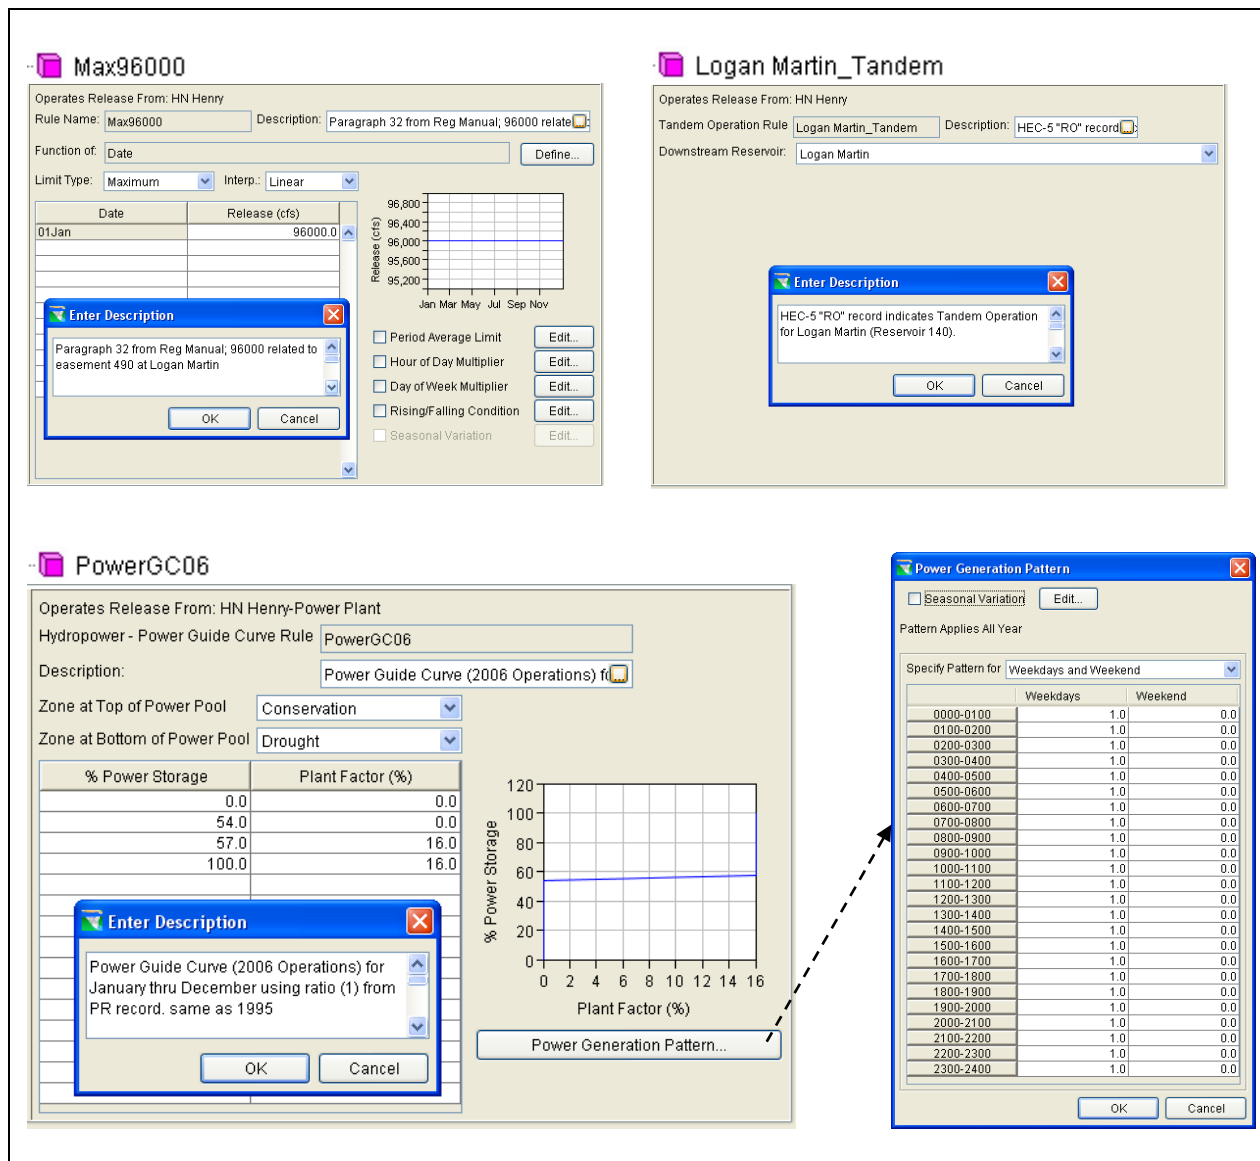 Max96000
Operates Release From: HN Henry
Rule Name: Max96000 Description: Paragraph 32 from Reg Manual; 96000 relate
Function of: Date Define...
Limit Type: Maximum Interp.: Linear
Date Release (cfs)
01Jan 96000.0
Release (cfs)
96,800
96,400
96,000
95,600
95,200
Jan Mar May Jul Sep Nov
Enter Description
Paragraph 32 from Reg Manual; 96000 related to
easement 490 at Logan Martin
OK Cancel
Period Average Limit Edit...
Hour of Day Multiplier Edit...
Day of Week Multiplier Edit...
Rising/Falling Condition Edit...
Seasonal Variation Edit...
Logan Martin_Tandem
Operates Release From: HN Henry
Tandem Operation Rule Logan Martin_Tandem Description: HEC-5 "RO" record
Downstream Reservoir: Logan Martin
Enter Description
HEC-5 "RO" record indicates Tandem Operation
for Logan Martin (Reservoir 140).
OK Cancel
PowerGC06
Operates Release From: HN Henry-Power Plant
Hydropower - Power Guide Curve Rule PowerGC06
Description: Power Guide Curve (2006 Operations) fo
Zone at Top of Power Pool Conservation
Zone at Bottom of Power Pool Drought
% Power Storage Plant Factor (%)
0.0 0.0
54.0 0.0
57.0 16.0
100.0 16.0
% Power Storage
120
100
80
60
40
20
0
0 2 4 6 8 10 12 14 16
Plant Factor (%)
Power Generation Pattern...
Enter Description
Power Guide Curve (2006 Operations) for
January thru December using ratio (1) from
PR record. same as 1995
OK Cancel
Power Generation Pattern
Seasonal Variation Edit...
Pattern Applies All Year
Specify Pattern for Weekdays and Weekend
Weekdays Weekend
0000-0100 1.0 0.0
0100-0200 1.0 0.0
0200-0300 1.0 0.0
0300-0400 1.0 0.0
0400-0500 1.0 0.0
0500-0600 1.0 0.0
0600-0700 1.0 0.0
0700-0800 1.0 0.0
0800-0900 1.0 0.0
0900-1000 1.0 0.0
1000-1100 1.0 0.0
1100-1200 1.0 0.0
1200-1300 1.0 0.0
1300-1400 1.0 0.0
1400-1500 1.0 0.0
1500-1600 1.0 0.0
1600-1700 1.0 0.0
1700-1800 1.0 0.0
1800-1900 1.0 0.0
1900-2000 1.0 0.0
2000-2100 1.0 0.0
2100-2200 1.0 0.0
2200-2300 1.0 0.0
2300-2400 1.0 0.0
OK Cancel